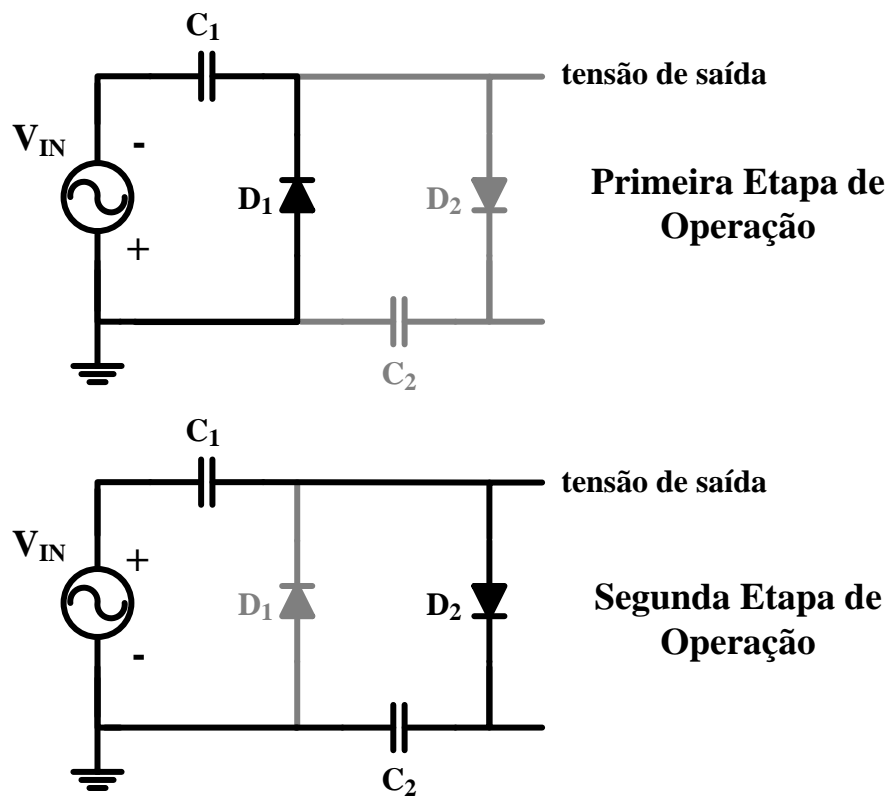 C1
tensão de saída
VIN
-
D1
D2
Primeira Etapa de
Operação
+
C2
C1
tensão de saída
VIN
+
D1
D2
Segunda Etapa de
Operação
-
C2